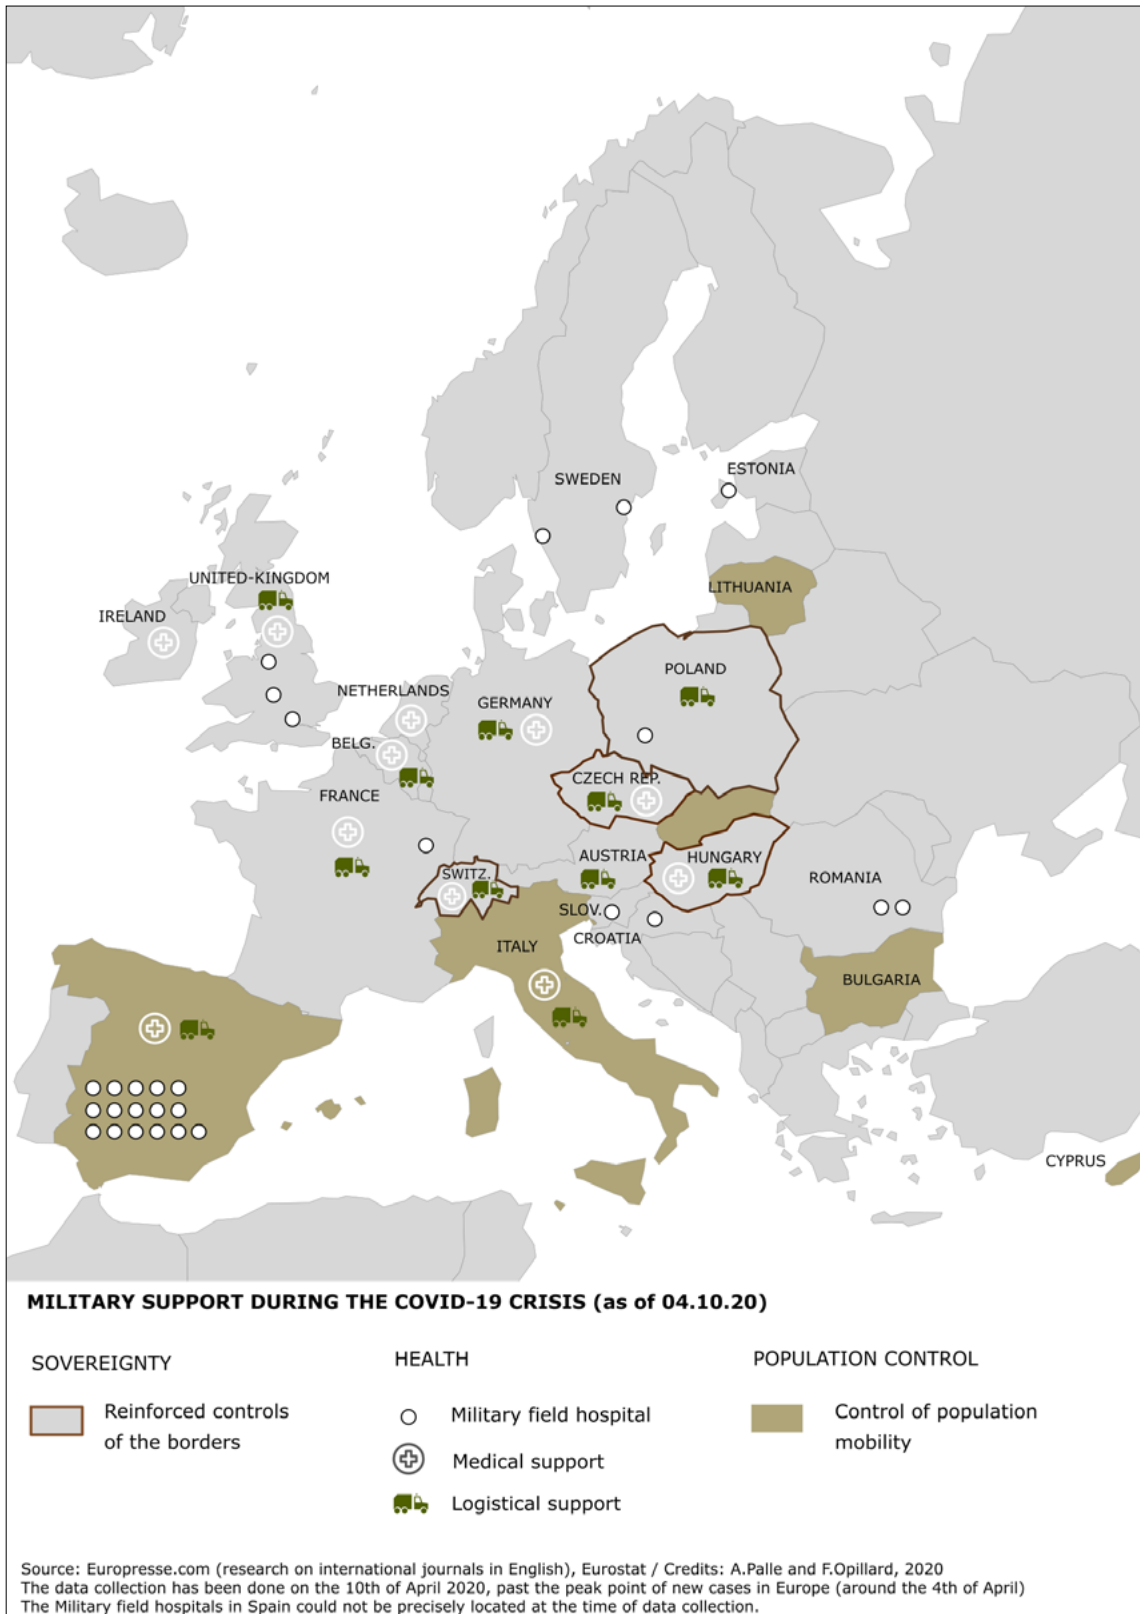 SWEDEN
ESTONIA
UNITED-KINGDOM
LITHUANIA
IRELAND
POLAND
NETHERLANDS
GERMANY
BELG.
CZECH REP.
FRANCE
AUSTRIA
HUNGARY
SWITZ.
ROMANIA
SLOV.
CROATIA
ITALY
BULGARIA
CYPRUS
MILITARY SUPPORT DURING THE COVID-19 CRISIS (as of 04.10.20)
SOVEREIGNTY
Reinforced controls
of the borders
HEALTH
Military field hospital
Medical support
Logistical support
POPULATION CONTROL
Control of population
mobility
Source: Europresse.com (research on international journals in English), Eurostat / Credits: A.Palle and F.Opillard, 2020
The data collection has been done on the 10th of April 2020, past the peak point of new cases in Europe (around the 4th of April)
The Military field hospitals in Spain could not be precisely located at the time of data collection.